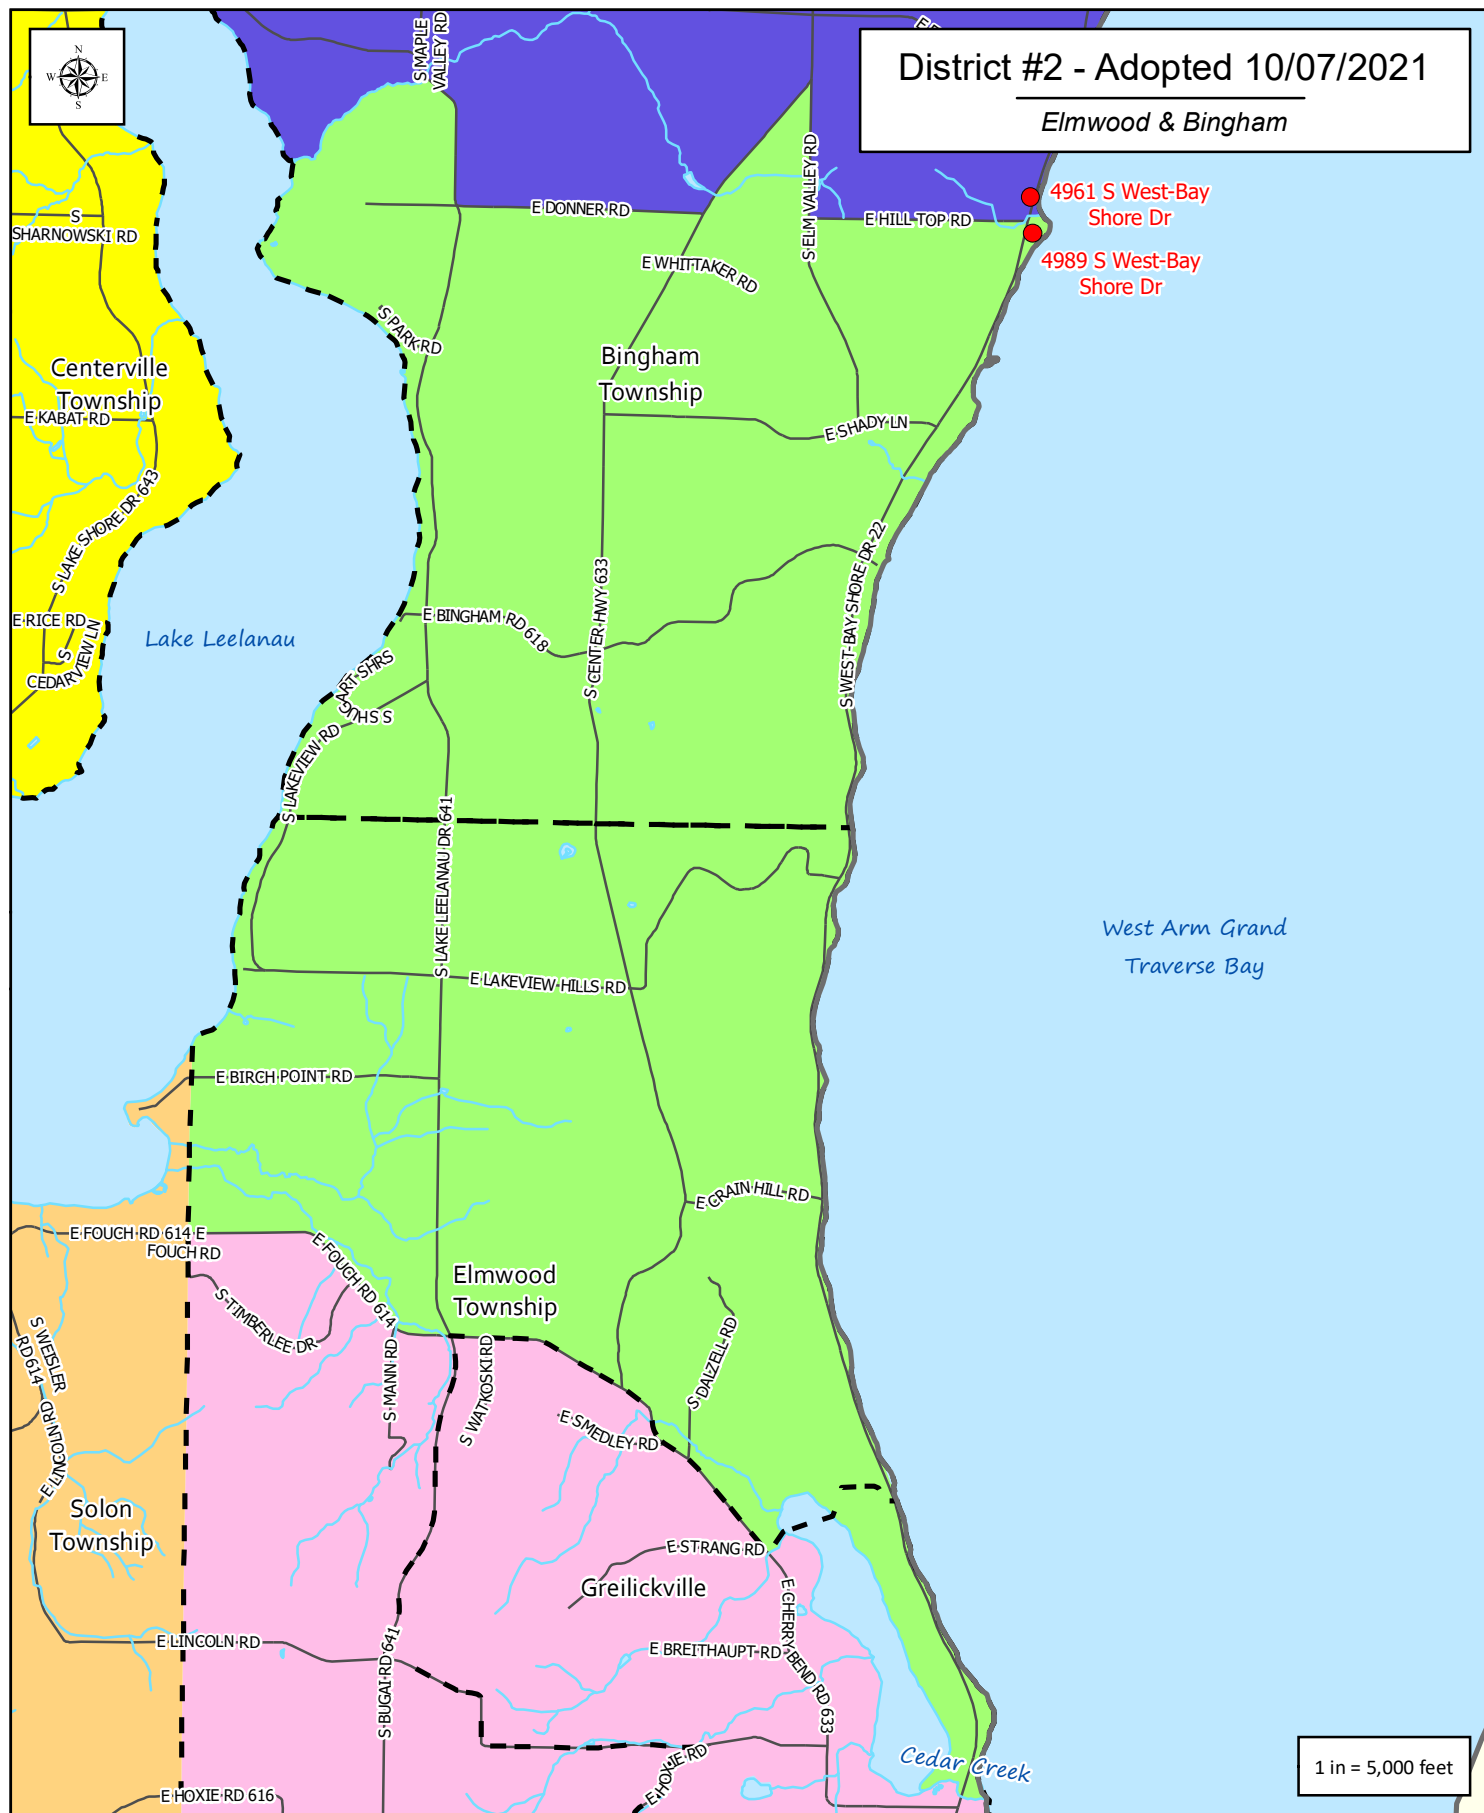 District #2 - Adopted 10/07/2021
Elmwood & Bingham
N
W
E
S
S MAPLE
VALLEY RD
4961 S West-Bay
Shore Dr
4989 S West-Bay
Shore Dr
S
SHARNOWSKI RD
E DONNER RD
E HILL TOP RD
S ELM VALLEY RD
E WHITTAKER RD
S PARK RD
Bingham
Township
Centerville
Township
E KABAT RD
E SHADY LN
S LAKE SHORE DR 643
S WEST-BAY SHORE DR 22
E RICE RD
S
CEDARVIEW LN
Lake Leelanau
E BINGHAM RD 618
S CENTER HWY 633
S SHUGART SHRS
S LAKEVIEW RD
S LAKE LEELANAU DR 641
West Arm Grand
Traverse Bay
E LAKEVIEW HILLS RD
E BIRCH POINT RD
E CRAIN HILL RD
E FOUCH RD 614 E
FOUCH RD
E FOUCH RD 614
Elmwood
Township
S TIMBERLEE DR
S WEISLER
RD 614
S MANN RD
S WATKOSKI RD
S DALZELL RD
E SMEDLEY RD
E LINCOLN RD
Solon
Township
E STRANG RD
Greilickville
E CHERRY BEND RD 633
E LINCOLN RD
E BREITHAUPT RD
S BUGAI RD 641
Cedar Creek
E HOXIE RD
E HOXIE RD 616
1 in = 5,000 feet